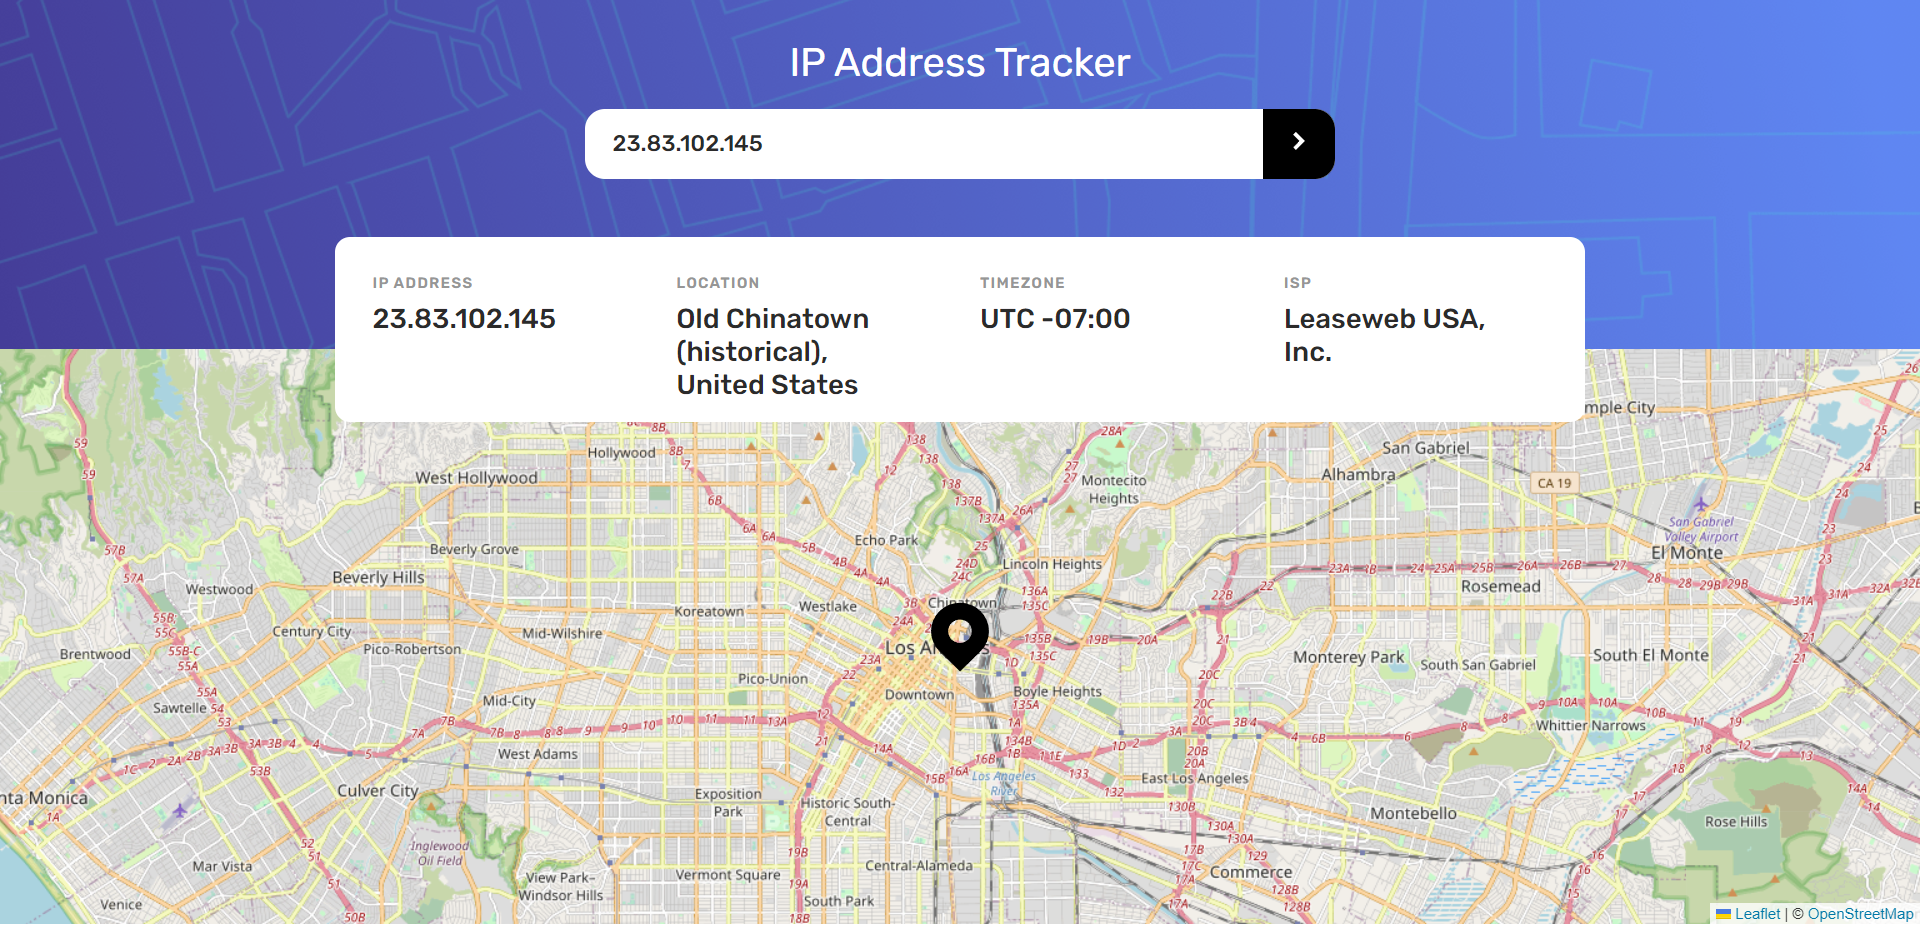 IP Address Tracker
23.83.102.145
IP ADDRESS
23.83.102.145
LOCATION
Old Chinatown
(historical),
United States
TIMEZONE
UTC -07:00
ISP
Leaseweb USA,
Inc.
mple City
Hollywood
West Hollywood
San Gabriel
Alhambra
CA 19
Montecito
Heights
San Gabriel
Valley Airport
El Monte
Echo Park
Beverly Grove
Lincoln Heights
Beverly Hills
Westwood
Rosemead
Koreatown
Westlake
Chinatown
Century City
Mid-Wilshire
Pico-Robertson
Brentwood
Monterey Park
South San Gabriel
South El Monte
Pico-Union
Downtown
Boyle Heights
Mid-City
Sawtelle
Whittier Narrows
West Adams
East Los Angeles
Los Angeles
River
Culver City
nta Monica
Exposition
Park
Historic South-
Central
Montebello
Rose Hills
Inglewood
Oil Field
Mar Vista
Central-Alameda
Vermont Square
View Park-
Windsor Hills
Commerce
Venice
South Park
Leaflet | © OpenStreetMap